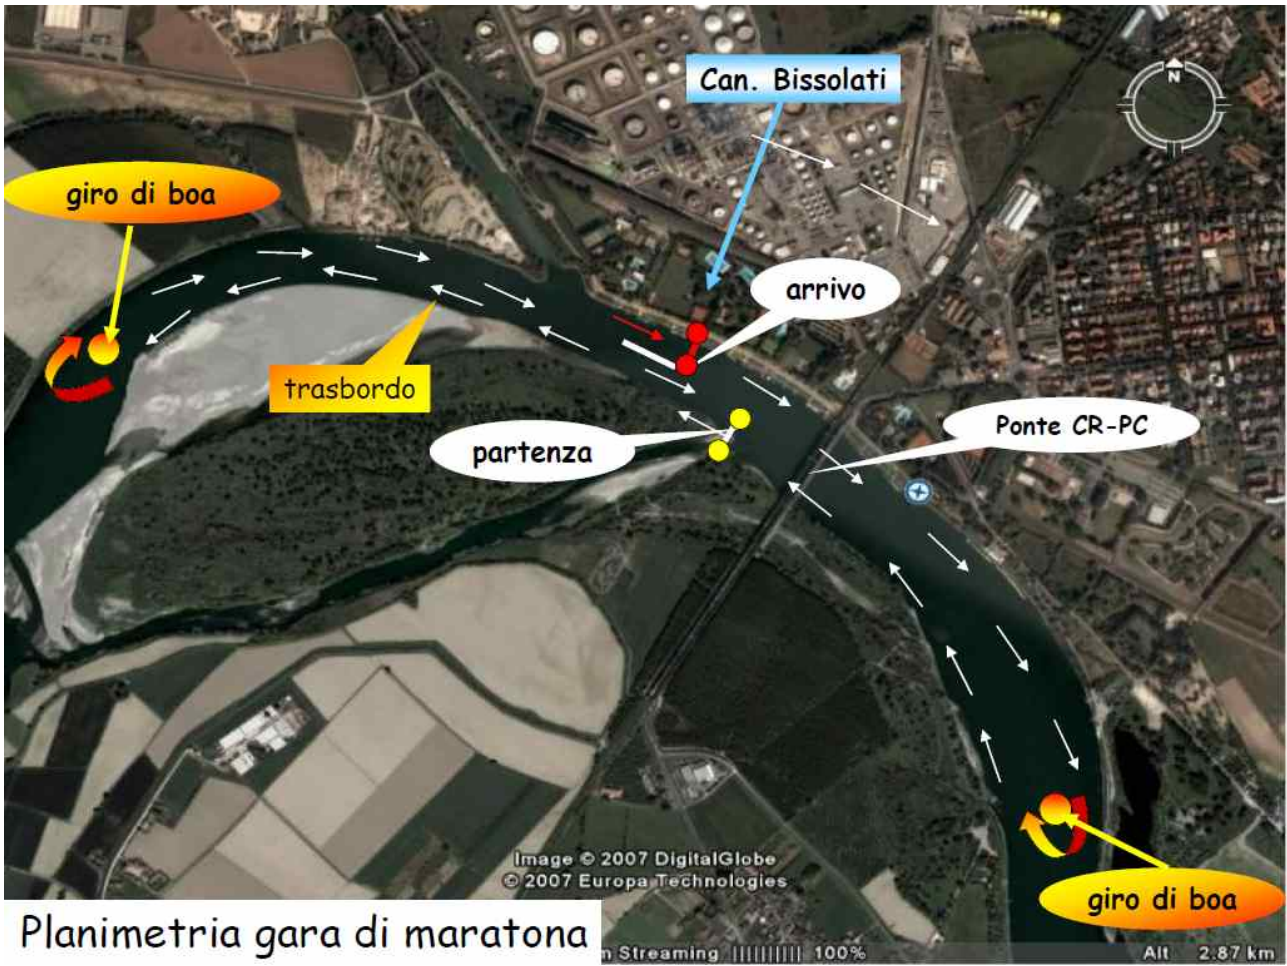 Can. Bissolati
N
giro di boa
arrivo
trasbordo
Ponte CR-PC
partenza
Image © 2007 DigitalGlobe
© 2007 Europa Technologies
giro di boa
Planimetria gara di maratona
Streaming |||||||||| 100%
Alt 2.87 km